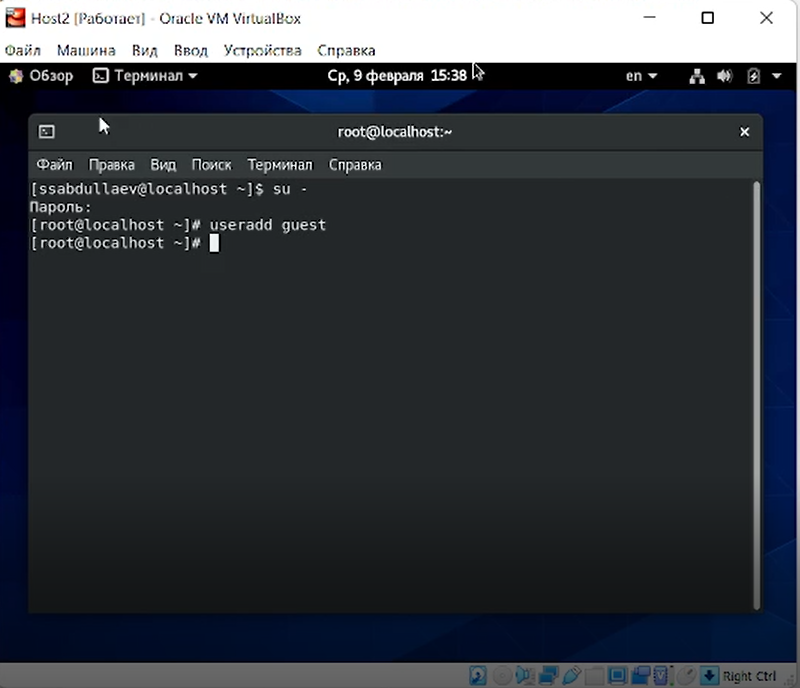 Host2 [Работает] - Oracle VM VirtualBox
Файл Машина Вид Ввод Устройства Справка
Обзор Терминал Ср, 9 февраля 15:38 en
root@localhost:~
Файл Правка Вид Поиск Терминал Справка
[ssabdullaev@localhost ~]$ su -
Пароль:
[root@localhost ~]# useradd guest
[root@localhost ~]#
Right Ctrl